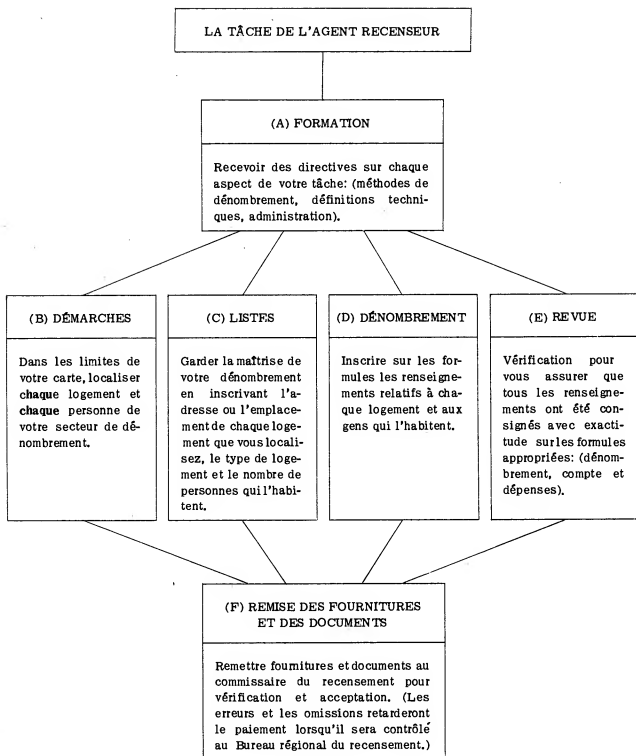 LA TÂCHE DE L'AGENT RECENSEUR
(A) FORMATION
Recevoir des directives sur chaque
aspect de votre tâche: (méthodes de
dénombrement, définitions techni-
ques, administration).
(B) DÉMARCHES
Dans les limites de
votre carte, localiser
chaque logement et
chaque personne de
votre secteur de dé-
nombrement.
(C) LISTES
Garder la maîtrise de
votre dénombrement
en inscrivant l'a-
dresse ou l'emplace-
ment de chaque loge-
ment que vous locali-
sez, le type de loge-
ment et le nombre de
personnes qui l'habi-
tent.
(D) DÉNOMBREMENT
Inscrire sur les for-
mules les renseigne-
ments relatifs à cha-
que logement et aux
gens qui l'habitent.
(E) REVUE
Vérification pour
vous assurer que
tous les renseigne-
ments ont été con-
signés avec exacti-
tude sur les formules
appropriées: (dénom-
brement, compte et
dépenses).
(F) REMISE DES FOURNITURES
ET DES DOCUMENTS
Remettre fournitures et documents au
commissaire du recensement pour
vérification et acceptation. (Les
erreurs et les omissions retarderont
le paiement lorsqu'il sera contrôlé
au Bureau régional du recensement.)